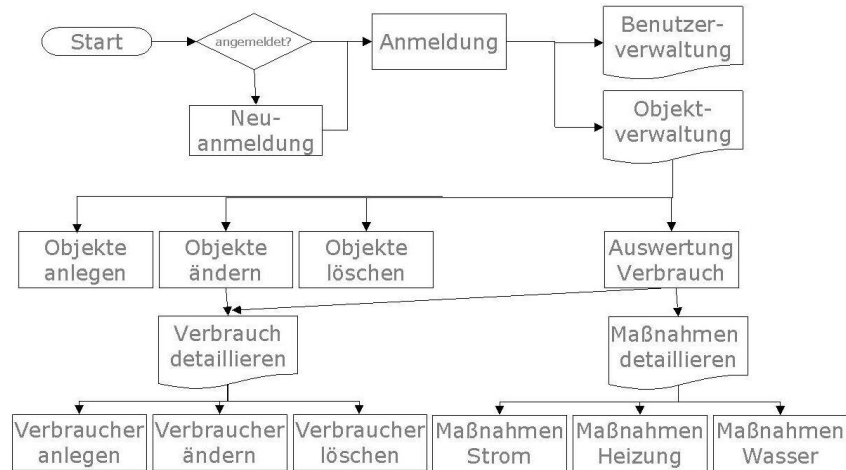 Start
angemeldet?
Anmeldung
Benutzer-
verwaltung
Neu-
anmeldung
Objekt-
verwaltung
Objekte
anlegen
Objekte
ändern
Objekte
löschen
Auswertung
Verbrauch
Verbrauch
detaillieren
Maßnahmen
detaillieren
Verbraucher
anlegen
Verbraucher
ändern
Verbraucher
löschen
Maßnahmen
Strom
Maßnahmen
Heizung
Maßnahmen
Wasser